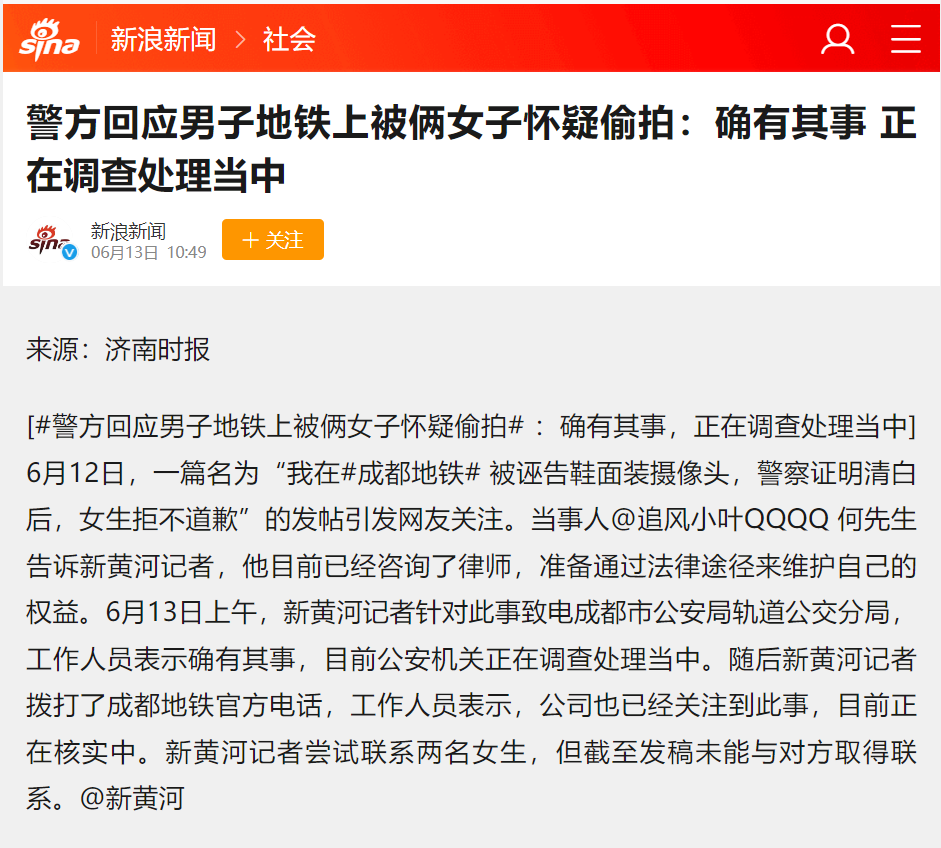 sina 新浪新闻 > 社会
警方回应男子地铁上被俩女子怀疑偷拍：确有其事 正
在调查处理当中
sina 新浪新闻
06月13日 10:49
+ 关注
来源：济南时报
[#警方回应男子地铁上被俩女子怀疑偷拍# ：确有其事，正在调查处理当中]
6月12日，一篇名为“我在#成都地铁# 被诬告鞋面装摄像头，警察证明清白
后，女生拒不道歉”的发帖引发网友关注。当事人@追风小叶QQQQ 何先生
告诉新黄河记者，他目前已经咨询了律师，准备通过法律途径来维护自己的
权益。6月13日上午，新黄河记者针对此事致电成都市公安局轨道公交分局，
工作人员表示确有其事，目前公安机关正在调查处理当中。随后新黄河记者
拨打了成都地铁官方电话，工作人员表示，公司也已经关注到此事，目前正
在核实中。新黄河记者尝试联系两名女生，但截至发稿未能与对方取得联
系。@新黄河